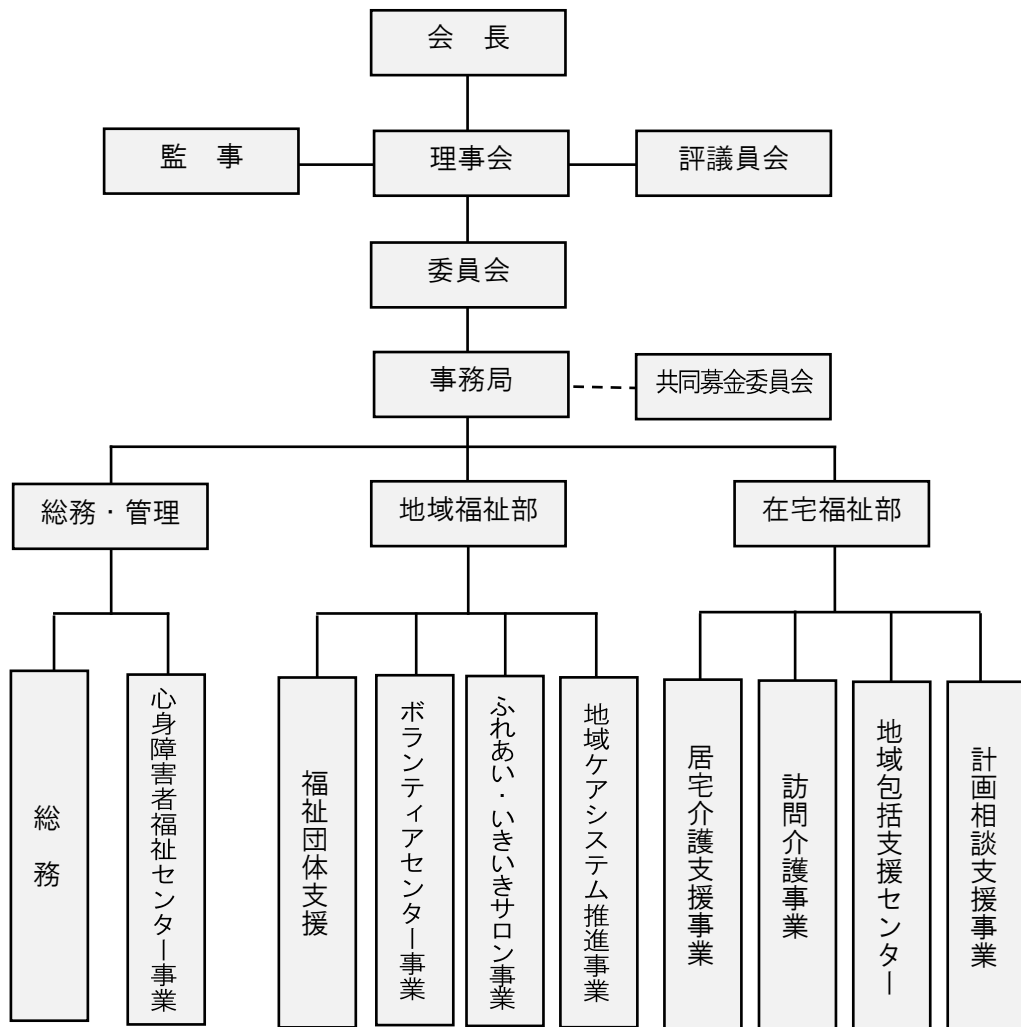 会　長
監　事
理事会
評議員会
委員会
事務局
共同募金委員会
総務・管理
地域福祉部
在宅福祉部
総　務
心身障害者福祉センター事業
福祉団体支援
ボランティアセンター事業
ふれあい・いきいきサロン事業
地域ケアシステム推進事業
居宅介護支援事業
訪問介護事業
地域包括支援センター
計画相談支援事業